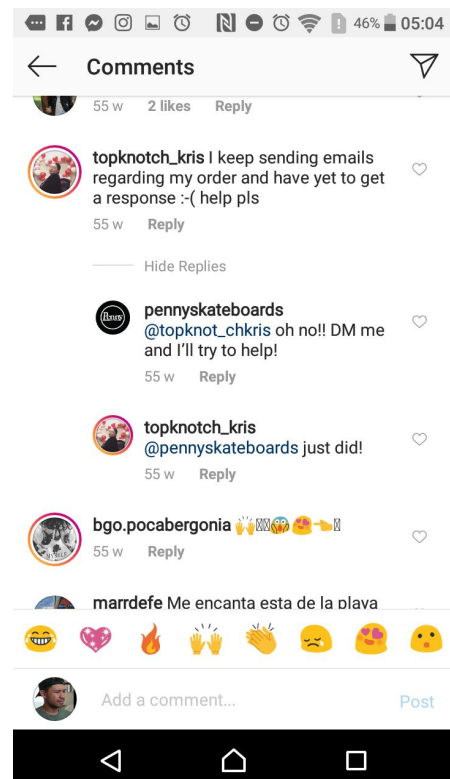 46% 05:04
Comments
55 w 2 likes Reply
topknotch_kris I keep sending emails
regarding my order and have yet to get
a response :-( help pls
55 w Reply
Hide Replies
Penny
pennyskateboards
@topknot_chkris oh no!! DM me
and I'll try to help!
55 w Reply
topknotch_kris
@pennyskateboards just did!
55 w Reply
bgo.pocabergonia 🙌😱😍👈
MYSELF
55 w Reply
marrdefe Me encanta esta de la playa
😂 💖 🔥 🙌 👏 😢 😍 😮
Add a comment... Post